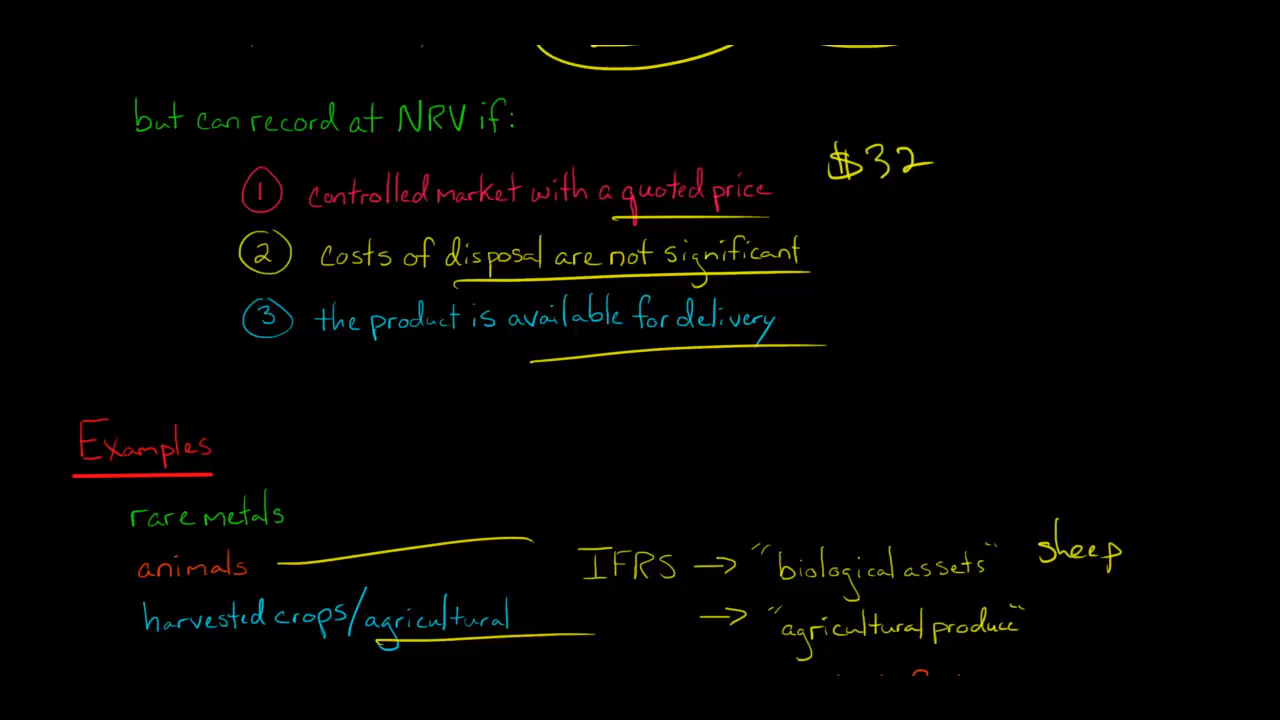 but can record at NRV if:
$32
① controlled market with a quoted price
② costs of disposal are not significant
③ the product is available for delivery
Examples
rare metals
animals
IFRS → "biological assets" sheep
harvested crops/agricultural
→ "agricultural produce"